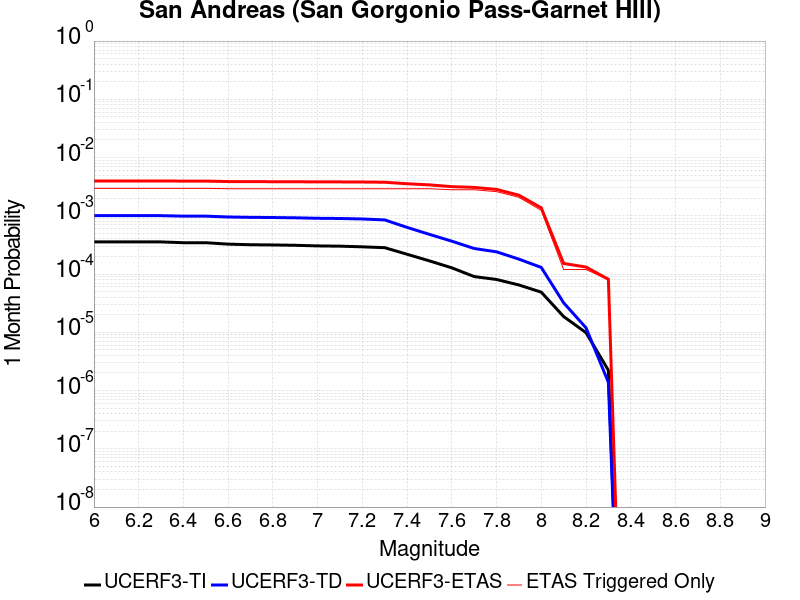 San Andreas (San Gorgonio Pass-Garnet HIll)
10^0
10^-1
10^-2
10^-3
10^-4
10^-5
10^-6
10^-7
10^-8
1 Month Probability
6 6.2 6.4 6.6 6.8 7 7.2 7.4 7.6 7.8 8 8.2 8.4 8.6 8.8 9
Magnitude
UCERF3-TI UCERF3-TD UCERF3-ETAS ETAS Triggered Only